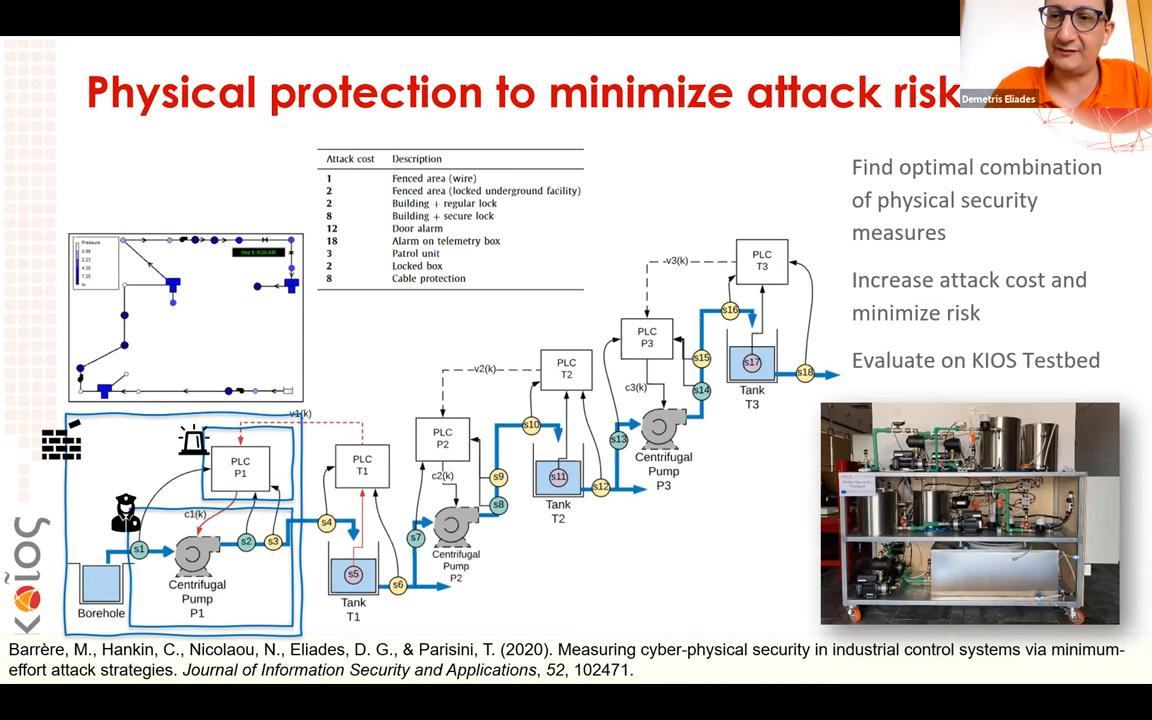 Physical protection to minimize attack risk
Demetris Eliades
Attack cost Description
1 Fenced area (wire)
2 Fenced area (locked underground facility)
2 Building + regular lock
8 Building + secure lock
12 Door alarm
18 Alarm on telemetry box
3 Patrol unit
2 Locked box
8 Cable protection
Find optimal combination
of physical security
measures
Increase attack cost and
minimize risk
Evaluate on KIOS Testbed
Pressure
v3(k)
PLC
T3
s16
PLC
P3
s15
s17
s18
c3(k)
s14
Tank
T3
v2(k)
PLC
T2
s10
s13
Centrifugal
Pump
P3
PLC
P2
c2(k)
s9
s11
s12
s8
Tank
T2
s7
Centrifugal
Pump
P2
v1(k)
PLC
P1
PLC
T1
c1(k)
s1
s2
s3
s4
s5
s6
Borehole
Centrifugal
Pump
P1
Tank
T1
κοῖος
Barrère, M., Hankin, C., Nicolaou, N., Eliades, D. G., & Parisini, T. (2020). Measuring cyber-physical security in industrial control systems via minimum-
effort attack strategies. Journal of Information Security and Applications, 52, 102471.